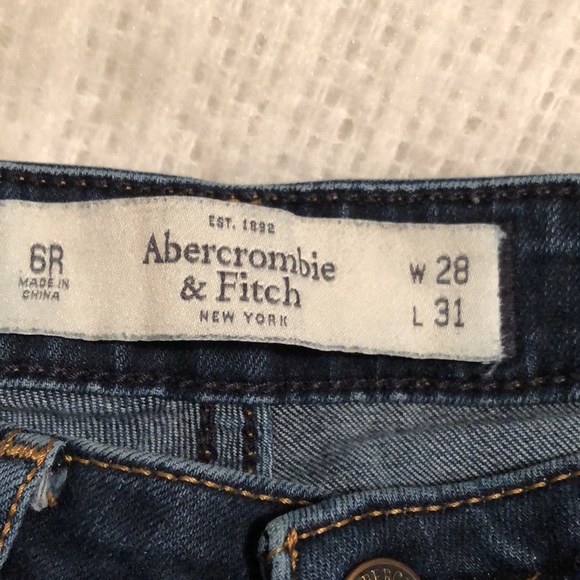 6R
MADE IN
CHINA
EST. 1892
Abercrombie
& Fitch
NEW YORK
W 28
L 31